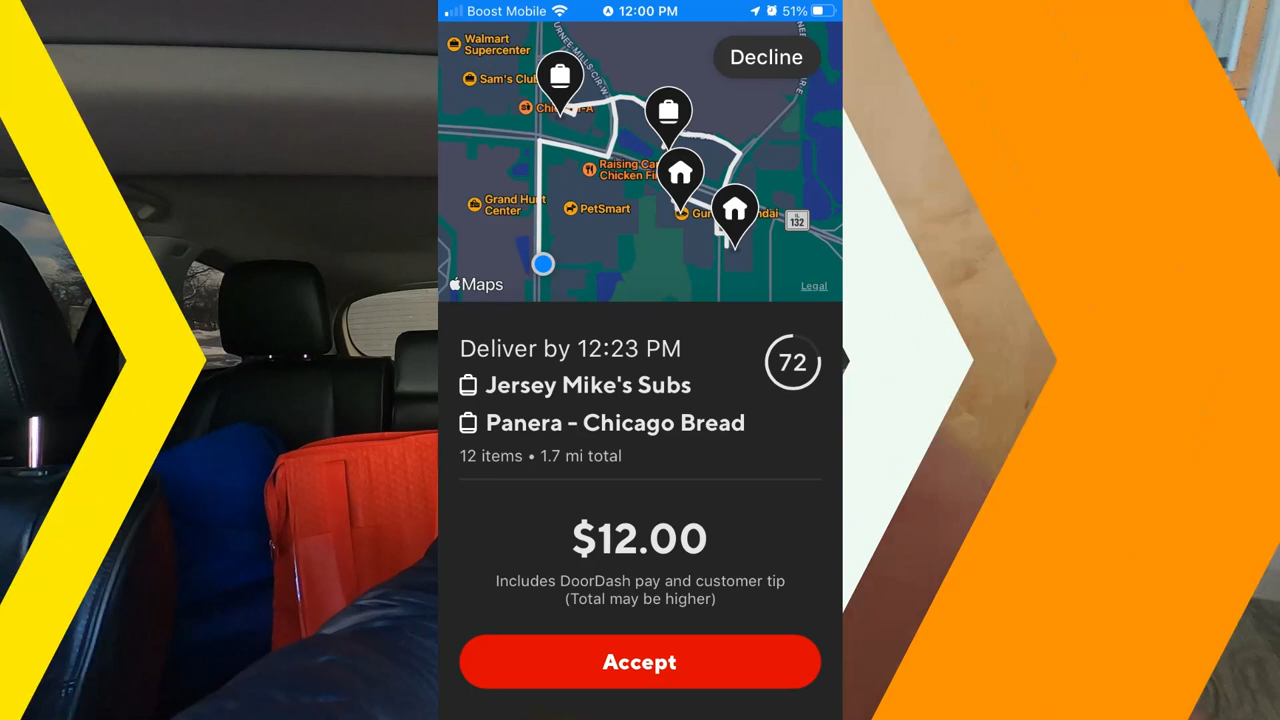 Boost Mobile
12:00 PM
51%
Walmart
Supercenter
Sam's Club
Decline
Raising Ca
Chicken Fi
Grand Hunt
Center
PetSmart
IL
132
Maps
Legal
Deliver by 12:23 PM
72
Jersey Mike's Subs
Panera - Chicago Bread
12 items • 1.7 mi total
$12.00
Includes DoorDash pay and customer tip
(Total may be higher)
Accept